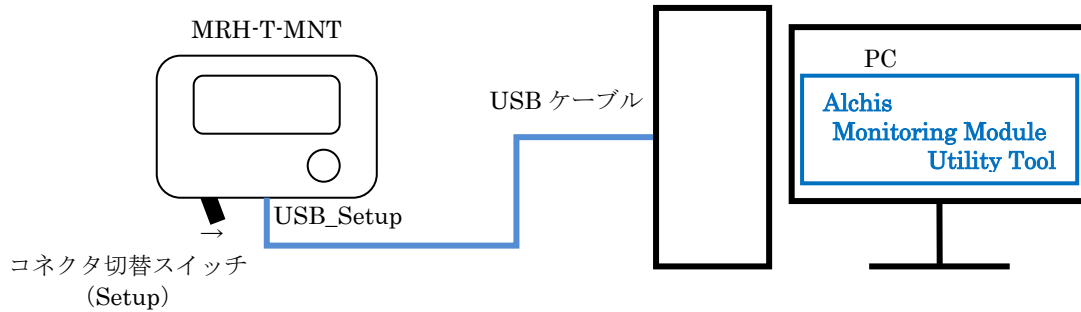 MRH-T-MNT
USB ケーブル
PC
Alchis
Monitoring Module
Utility Tool
USB_Setup
→
コネクタ切替スイッチ
（Setup）